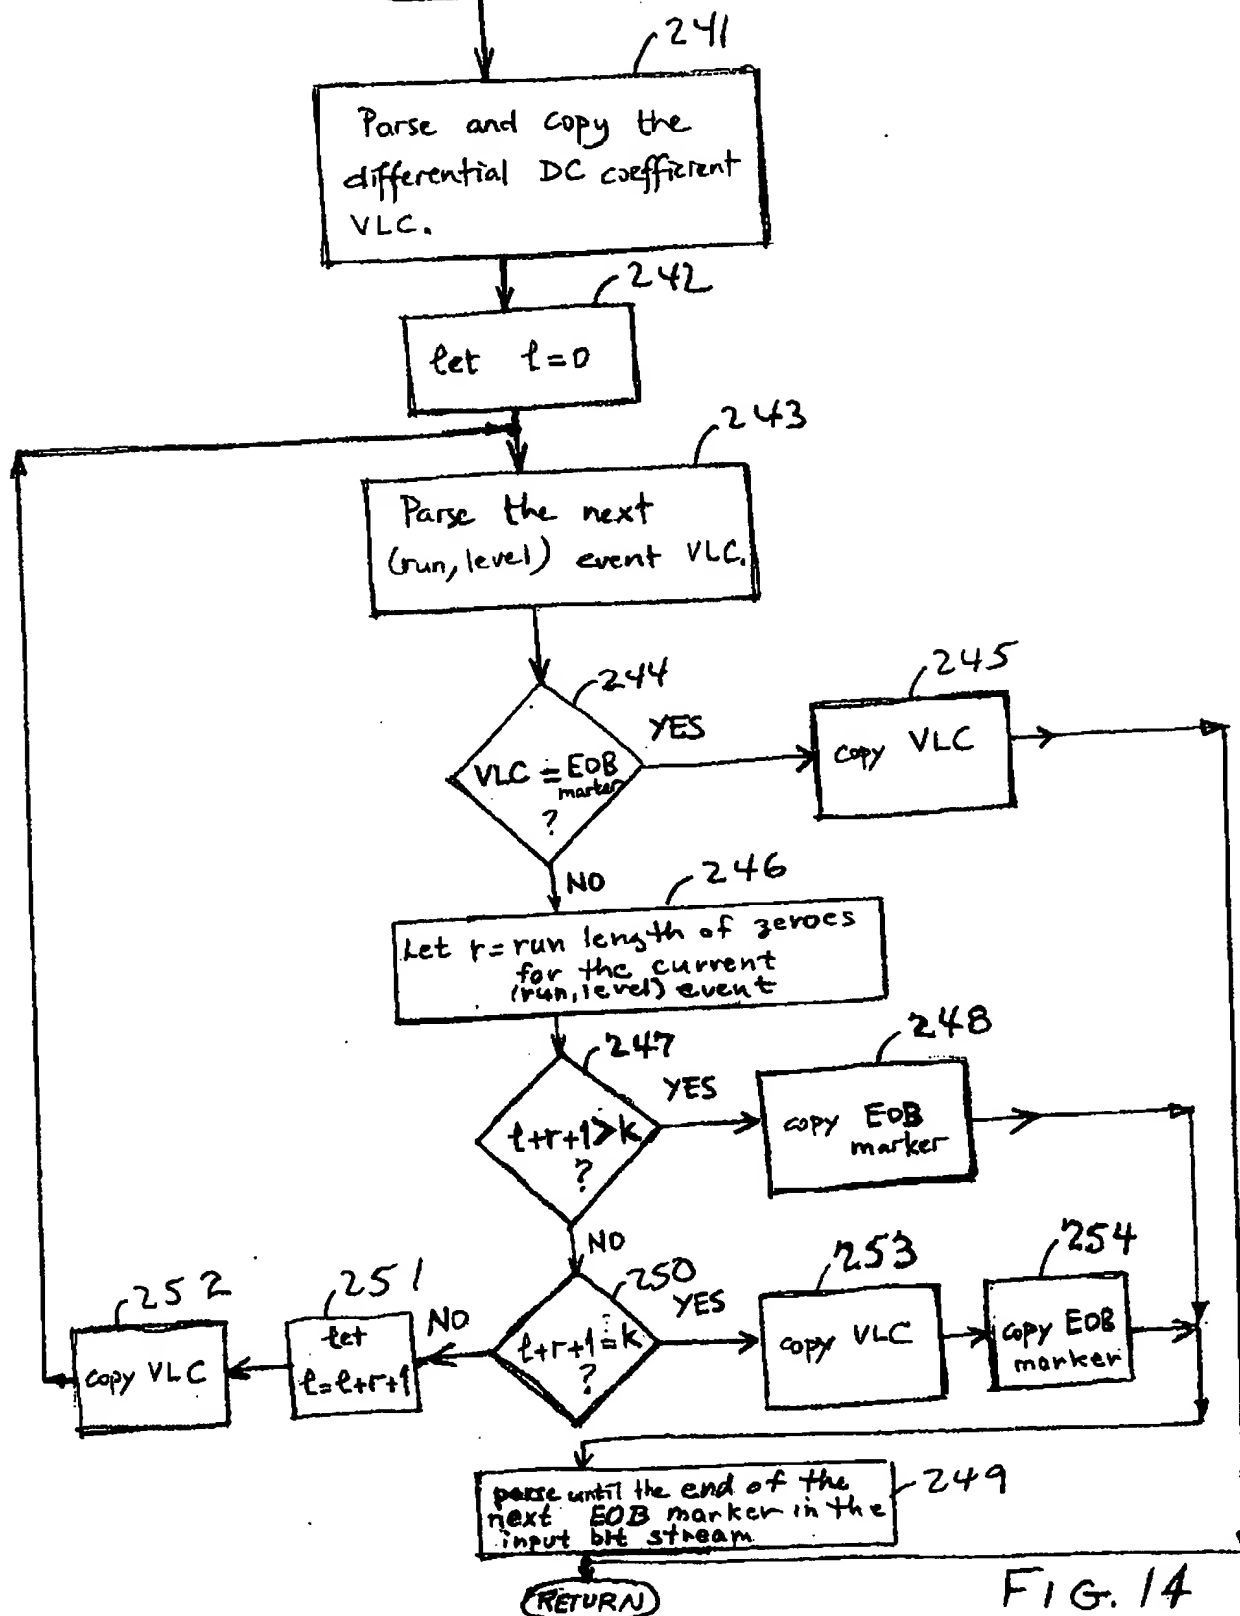 241
Parse and copy the
differential DC coefficient
VLC.
242
let l=0
243
Parse the next
(run, level) event VLC.
244
VLC = EOB
marker
?
YES
245
copy VLC
NO
246
Let r=run length of zeroes
for the current
(run, level) event
247
l+r+1>k
?
YES
248
copy EOB
marker
NO
250
l+r+1=k
?
YES
253
copy VLC
254
copy EOB
marker
NO
251
let
l=l+r+1
252
copy VLC
249
parse until the end of the
next EOB marker in the
input bit stream
RETURN
FIG. 14